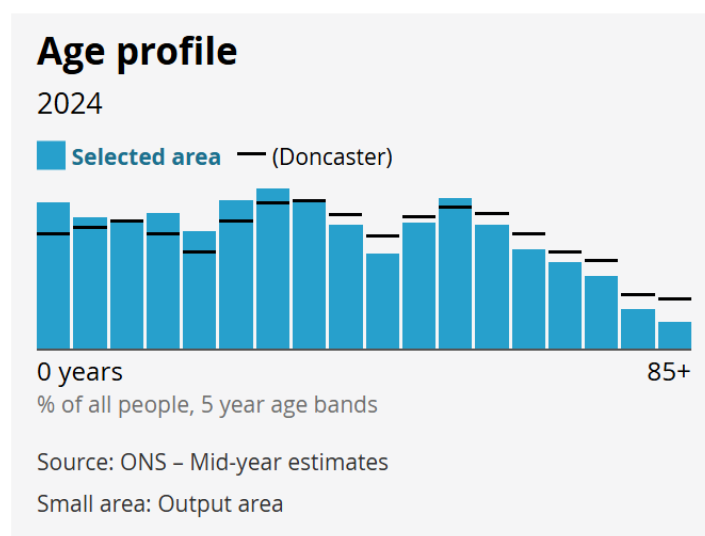 Age profile
2024
Selected area (Doncaster)
0 years 85+
% of all people, 5 year age bands
Source: ONS – Mid-year estimates
Small area: Output area